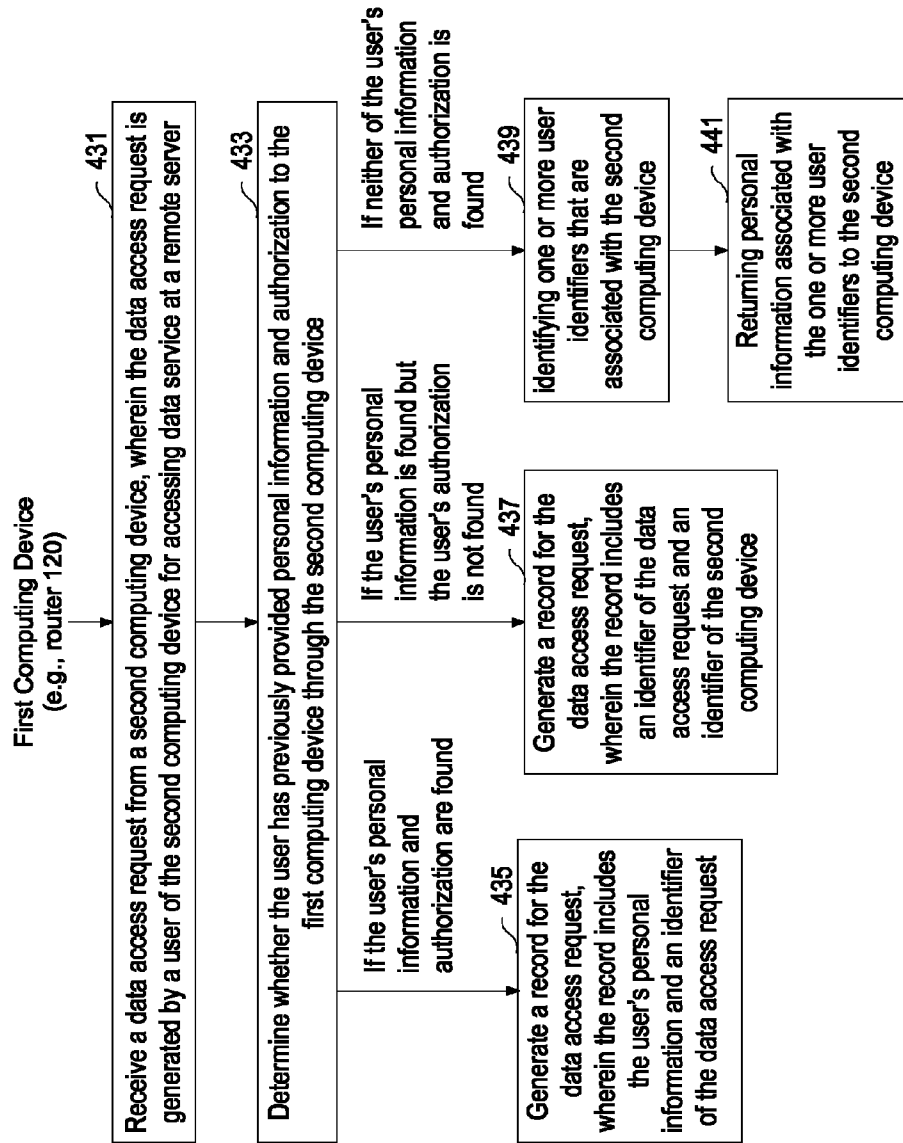 First Computing Device
(e.g., router 120)
431
Receive a data access request from a second computing device, wherein the data access request is
generated by a user of the second computing device for accessing data service at a remote server
433
Determine whether the user has previously provided personal information and authorization to the
first computing device through the second computing device
If the user's personal
information and
authorization are found
435
Generate a record for the
data access request,
wherein the record includes
the user's personal
information and an identifier
of the data access request
If the user's personal
information is found but
the user's authorization
is not found
437
Generate a record for the
data access request,
wherein the record includes
an identifier of the data
access request and an
identifier of the second
computing device
If neither of the user's
personal information
and authorization is
found
439
identifying one or more user
identifiers that are
associated with the second
computing device
441
Returning personal
information associated with
the one or more user
identifiers to the second
computing device